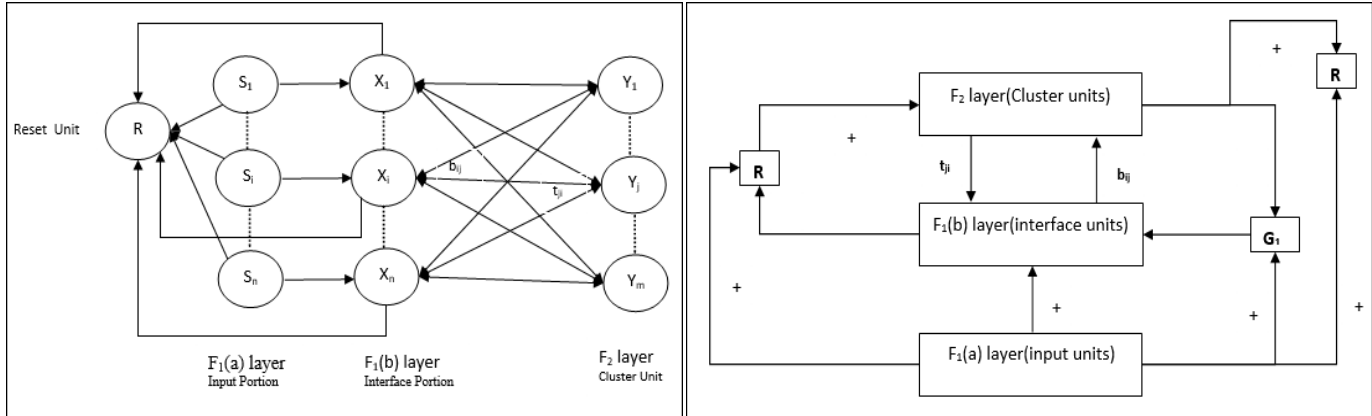 S₁
X₁
Y₁
Reset Unit
R
Sᵢ
Xᵢ
bᵢⱼ
tⱼᵢ
Yⱼ
Sₙ
Xₙ
Yₘ
F₁(a) layer
Input Portion
F₁(b) layer
Interface Portion
F₂ layer
Cluster Unit
+
R
F₂ layer(Cluster units)
+
R
tⱼᵢ
bᵢⱼ
F₁(b) layer(interface units)
G₁
+
+
+
+
F₁(a) layer(input units)